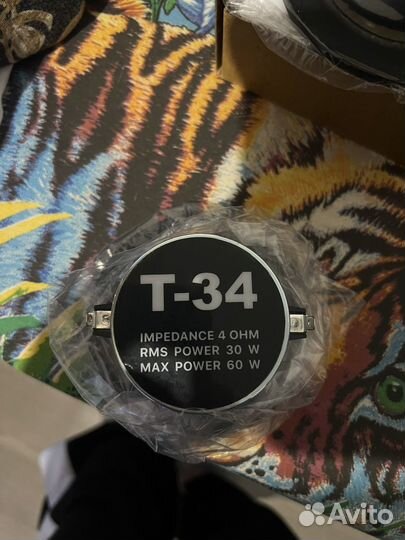 T-34
IMPEDANCE 4 OHM
RMS POWER 30 W
MAX POWER 60 W
Avito